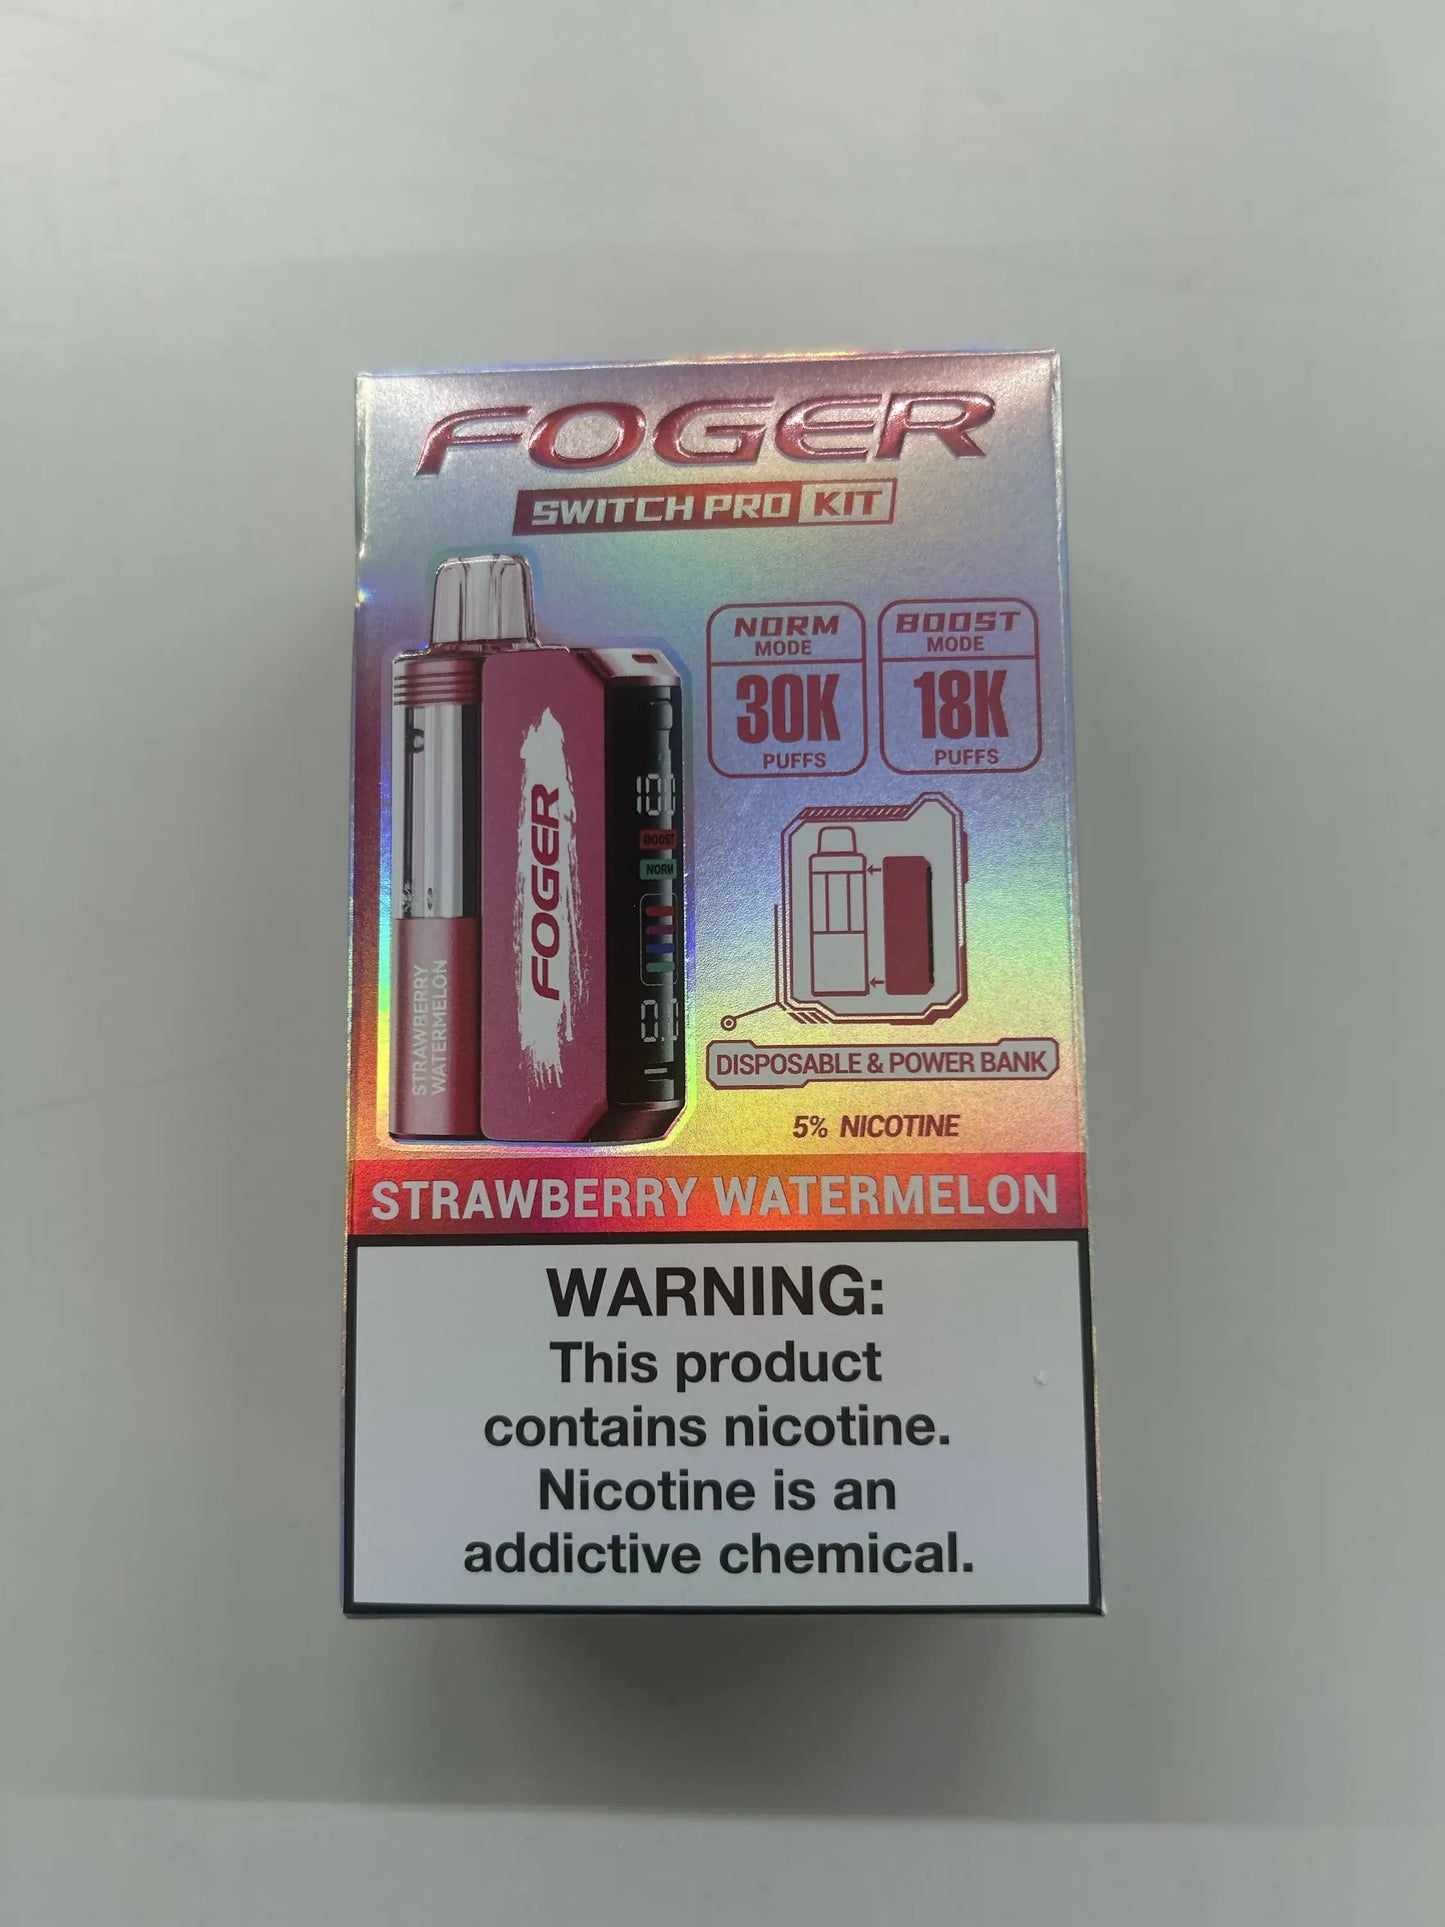 FOGER
SWITCH PRO KIT
NORM
MODE
30K
PUFFS
BOOST
MODE
18K
PUFFS
FOGER
STRAWBERRY
WATERMELON
BOOST
NORM
DISPOSABLE & POWER BANK
5% NICOTINE
STRAWBERRY WATERMELON
WARNING:
This product
contains nicotine.
Nicotine is an
addictive chemical.